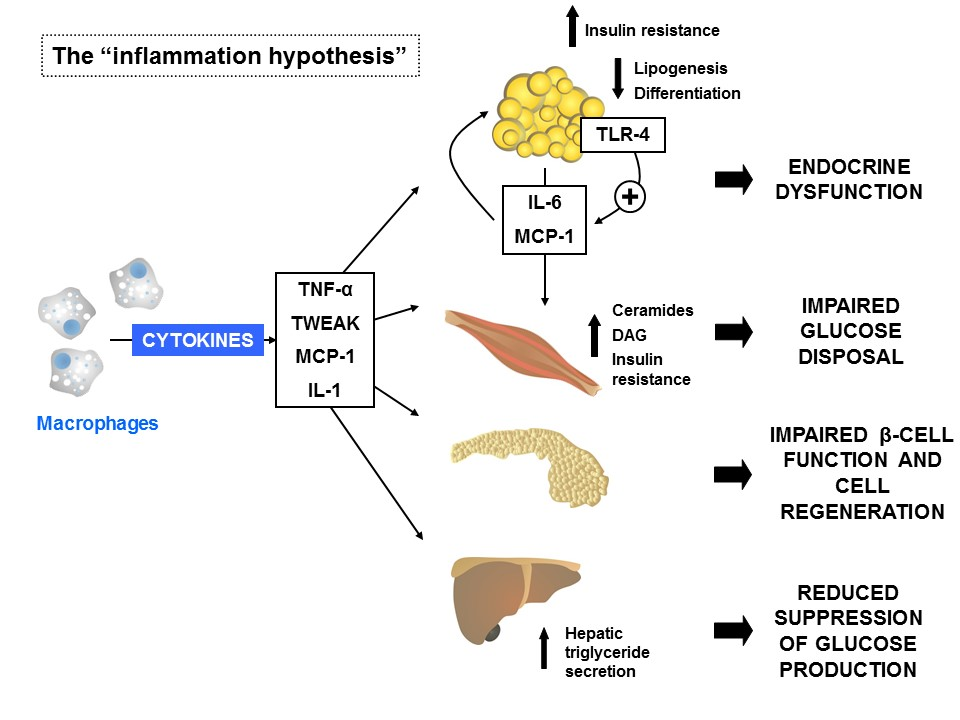 The “inflammation hypothesis”
Insulin resistance
Lipogenesis
Differentiation
TLR-4
+
IL-6
MCP-1
ENDOCRINE
DYSFUNCTION
CYTOKINES
Macrophages
TNF-α
TWEAK
MCP-1
IL-1
Ceramides
DAG
Insulin
resistance
IMPAIRED
GLUCOSE
DISPOSAL
IMPAIRED β-CELL
FUNCTION AND
CELL
REGENERATION
Hepatic
triglyceride
secretion
REDUCED
SUPPRESSION
OF GLUCOSE
PRODUCTION